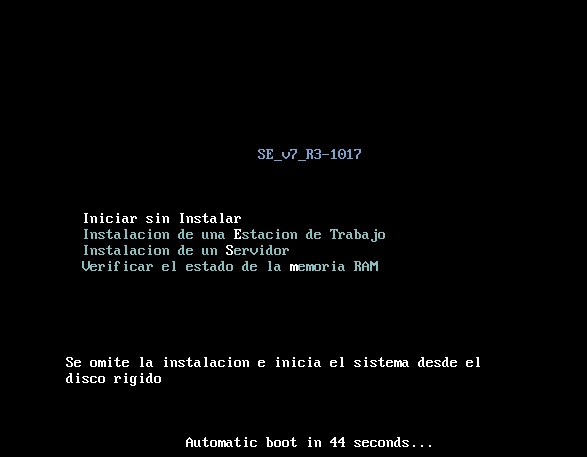 SE_v7_R3-1017
Iniciar sin Instalar
Instalacion de una Estacion de Trabajo
Instalacion de un Servidor
Verificar el estado de la memoria RAM
Se omite la instalacion e inicia el sistema desde el
disco rigido
Automatic boot in 44 seconds...